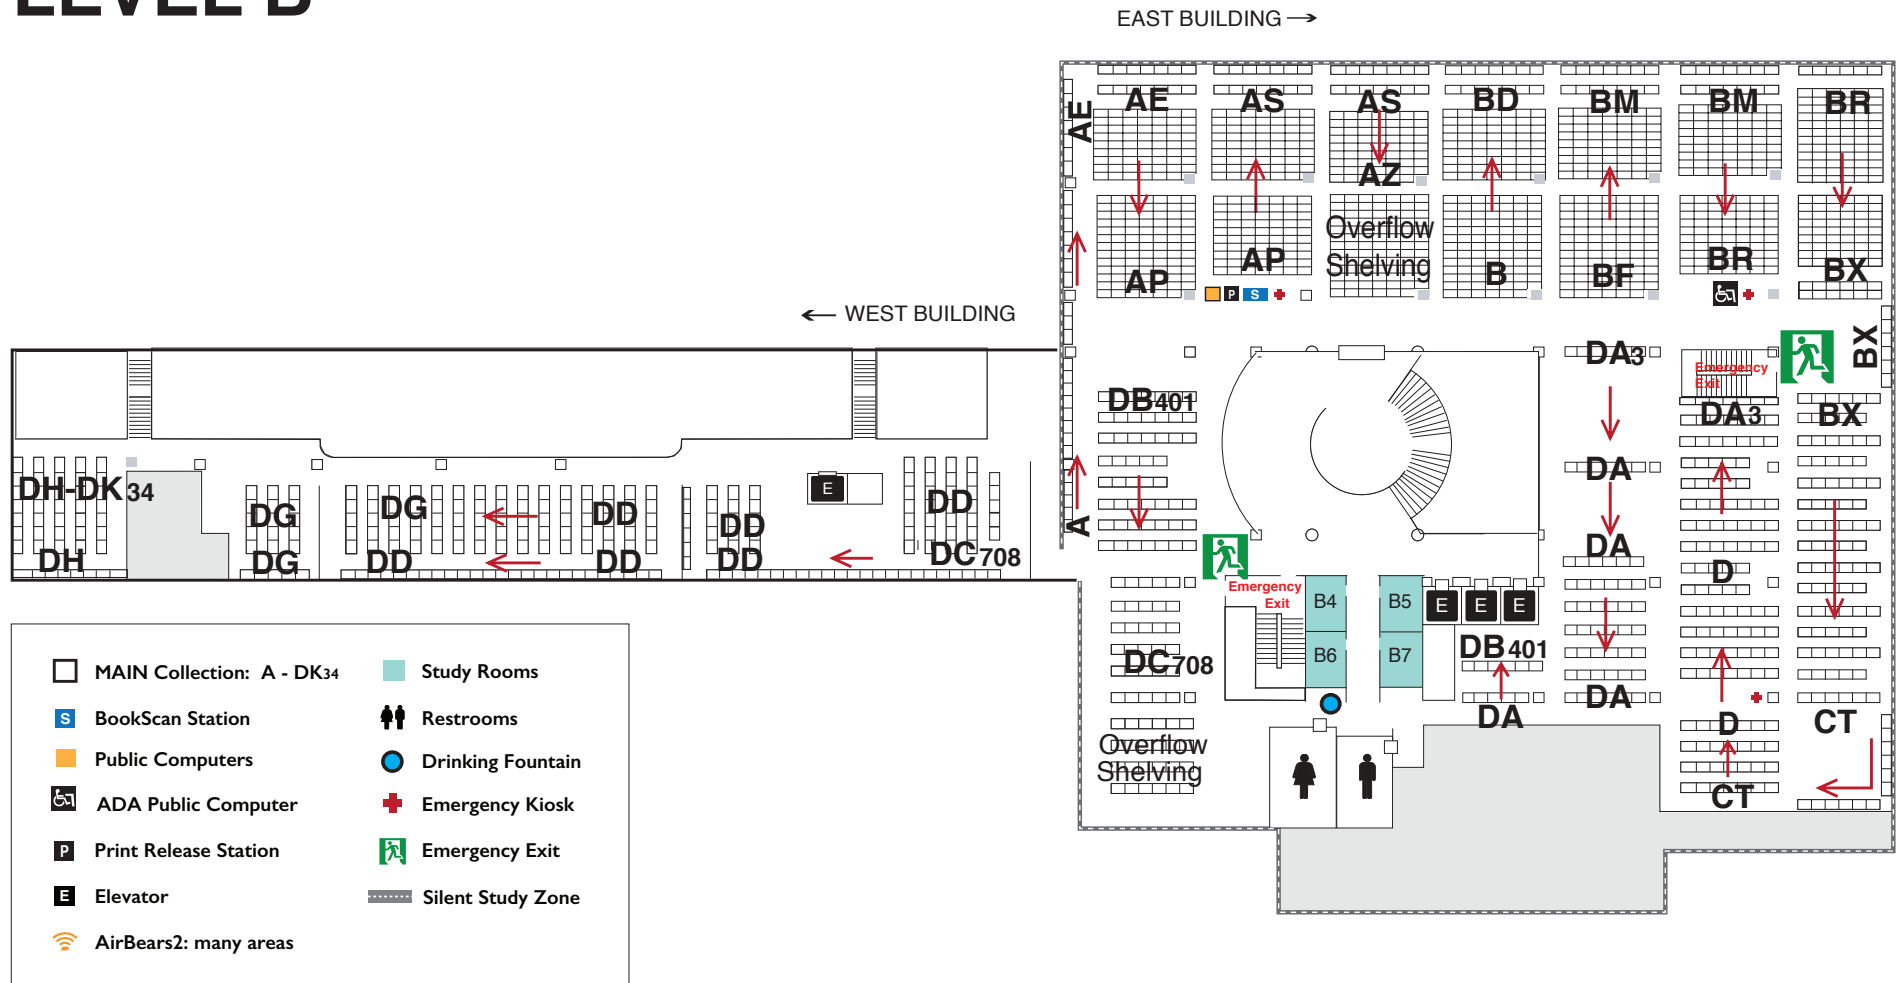 LEVEL B
EAST BUILDING →
AE AE AS AS BD BM BM BR
AZ
Overflow
Shelving
AP AP B BF BR BX
P S
← WEST BUILDING
DA3 BX
Emergency
Exit
DB401 DA3 BX
DH-DK34 DG DG DD DD DD E DA
A DA
DH DG DD DD DD DC708 D
Emergency
Exit
B4 B5 E E E
B6 B7 DB401
DC708 DA DA
D CT
Overflow
Shelving
CT
MAIN Collection: A - DK34
S BookScan Station
Public Computers
ADA Public Computer
P Print Release Station
E Elevator
AirBears2: many areas
Study Rooms
Restrooms
Drinking Fountain
Emergency Kiosk
Emergency Exit
Silent Study Zone